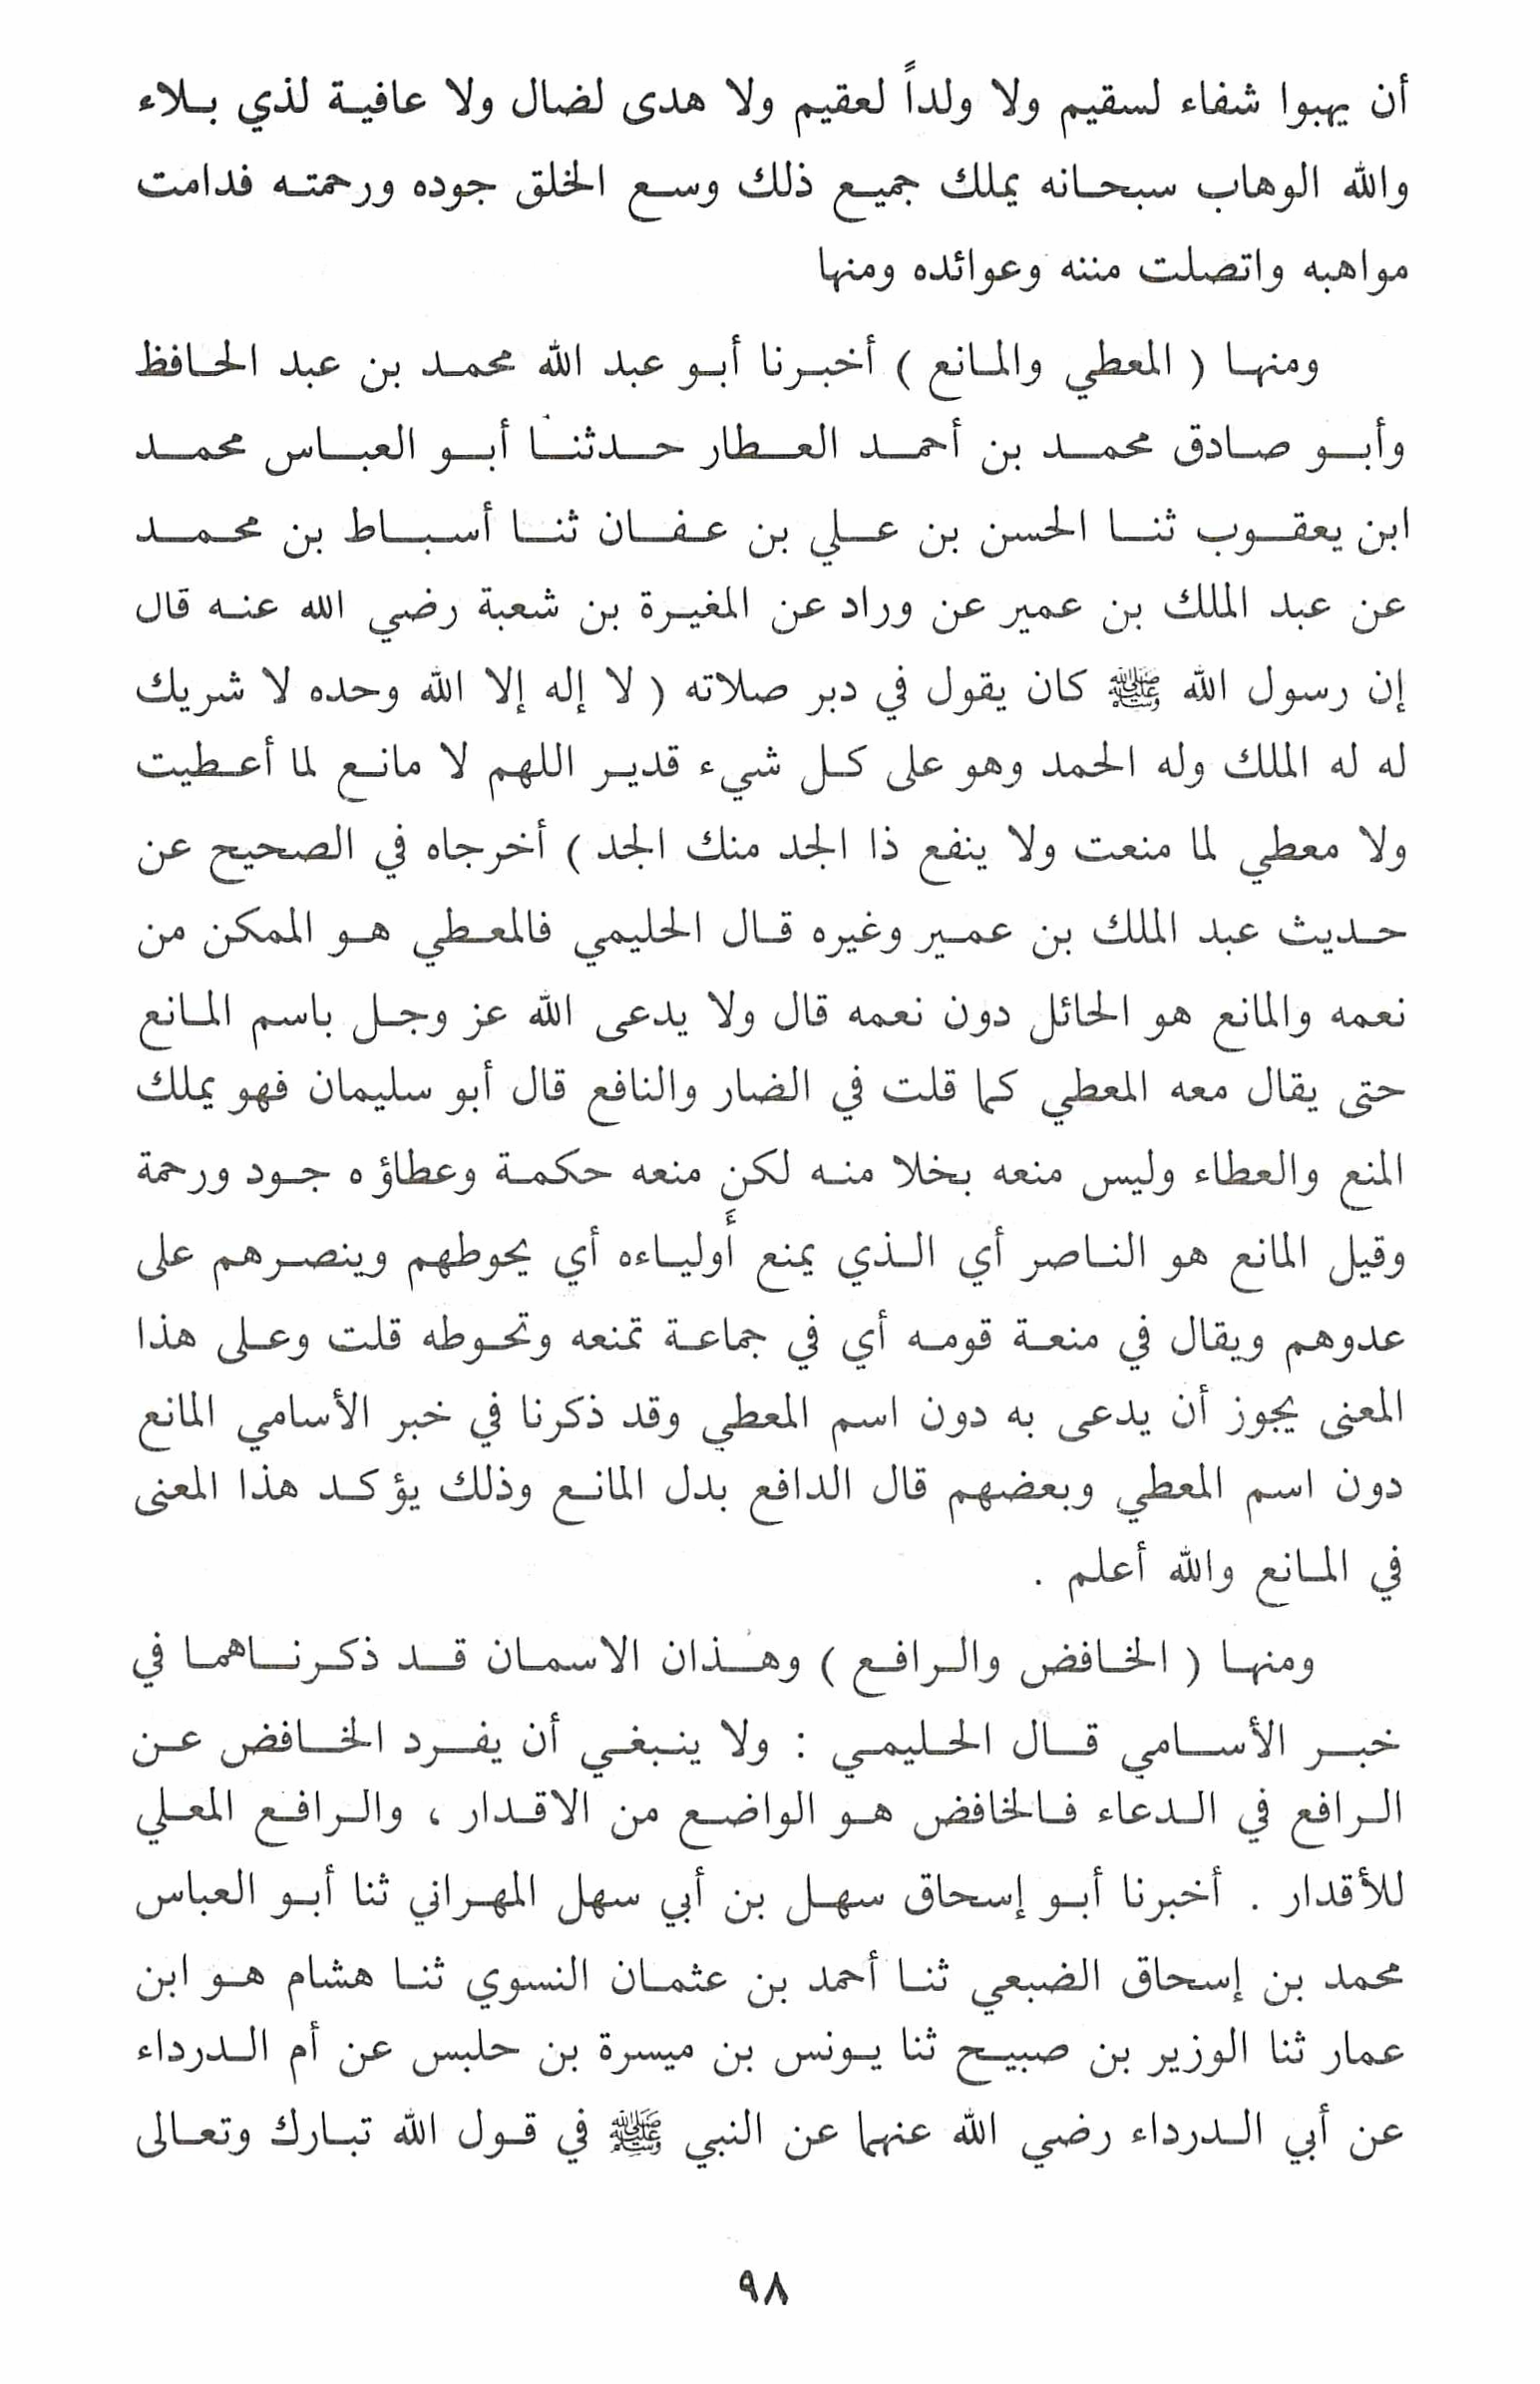 أن يهبوا شفاء لسقيم ولا ولداً لعقيم ولا هدى لضال ولا عافية لذي بلاء
والله الوهاب سبحانه يملك جميع ذلك وسع الخلق جوده ورحمته فدامت
مواهبه واتصلت مننه وعوائده ومنها
ومنها ( المعطي والمانع ) أخبرنا أبو عبد الله محمد بن عبد الحافظ
وأبو صادق محمد بن أحمد العطار حدثنا أبو العباس محمد
ابن يعقوب ثنا الحسن بن علي بن عفان ثنا أسباط بن محمد
عن عبد الملك بن عمير عن وراد عن المغيرة بن شعبة رضي الله عنه قال
إن رسول الله ﷺ كان يقول في دبر صلاته ( لا إله إلا الله وحده لا شريك
له له الملك وله الحمد وهو على كل شيء قدير اللهم لا مانع لما أعطيت
ولا معطي لما منعت ولا ينفع ذا الجد منك الجد ) أخرجاه في الصحيح عن
حديث عبد الملك بن عمير وغيره قال الحليمي فالمعطي هو الممكن من
نعمه والمانع هو الحائل دون نعمه قال ولا يدعى الله عز وجل باسم المانع
حتى يقال معه المعطي كما قلت في الضار والنافع قال أبو سليمان فهو يملك
المنع والعطاء وليس منعه بخلا منه لكن منعه حكمة وعطاؤه جود ورحمة
وقيل المانع هو الناصر أي الذي يمنع أَولياءه أي يحوطهم وينصرهم على
عدوهم ويقال في منعة قومه أي في جماعة تمنعه وتحوطه قلت وعلى هذا
المعنى يجوز أن يدعى به دون اسم المعطي وقد ذكرنا في خبر الأسامي المانع
دون اسم المعطي وبعضهم قال الدافع بدل المانع وذلك يؤكد هذا المعنى
في المانع والله أعلم .
ومنها ( الخافض والرافع ) وهذان الاسمان قد ذكرناهما في
خبر الأسامي قال الحليمي : ولا ينبغي أن يفرد الخافض عن
الرافع في الدعاء فالخافض هو الواضع من الاقدار ، والرافع المعلي
للأقدار . أخبرنا أبو إسحاق سهل بن أبي سهل المهراني ثنا أبو العباس
محمد بن إسحاق الضبعي ثنا أحمد بن عثمان النسوي ثنا هشام هو ابن
عمار ثنا الوزير بن صبيح ثنا يونس بن ميسرة بن حلبس عن أم الدرداء
عن أبي الدرداء رضي الله عنهما عن النبي ﷺ في قول الله تبارك وتعالى
٩٨